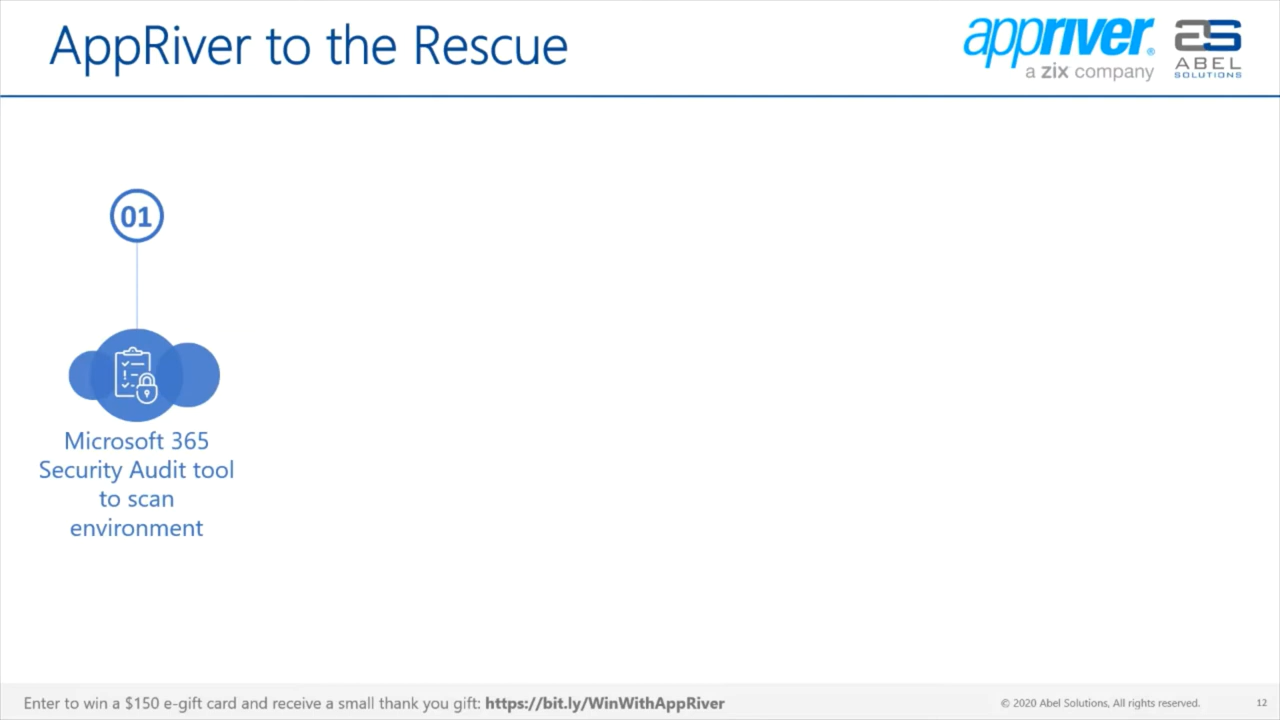 AppRiver to the Rescue
appriver®
a zix company
ABEL
SOLUTIONS
01
Microsoft 365
Security Audit tool
to scan
environment
Enter to win a $150 e-gift card and receive a small thank you gift: https://bit.ly/WinWithAppRiver
© 2020 Abel Solutions, All rights reserved.
12